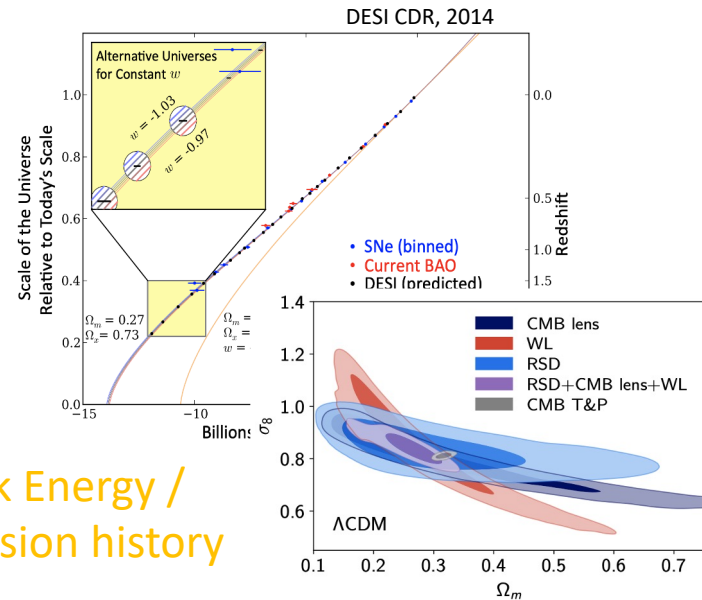 DESI CDR, 2014
Alternative Universes
for Constant w
w = -1.03
w = -0.97
Scale of the Universe
Relative to Today's Scale
1.0
0.8
0.6
0.4
0.2
0.0
0.0
0.5
1.0
1.5
Redshift
• SNe (binned)
• Current BAO
• DESI (predicted)
Ωm = 0.27
Ωx = 0.73
Ωm =
Ωx =
w =
−15
−10
Billions
σ8
1.4
1.2
1.0
0.8
0.6
CMB lens
WL
RSD
RSD+CMB lens+WL
CMB T&P
ΛCDM
0.1
0.2
0.3
0.4
0.5
0.6
0.7
Ωm
k Energy /
sion history